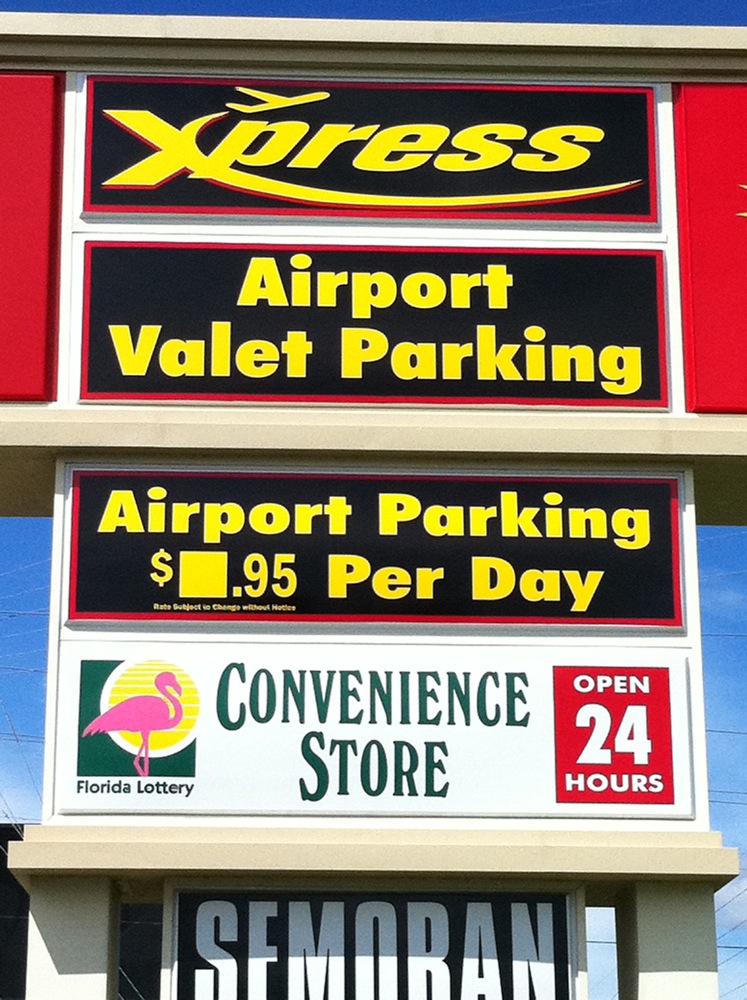 Xpress
Airport
Valet Parking
Airport Parking
$ .95 Per Day
Rate Subject to Change without Notice
Florida Lottery
CONVENIENCE
STORE
OPEN
24
HOURS
SEMORAN